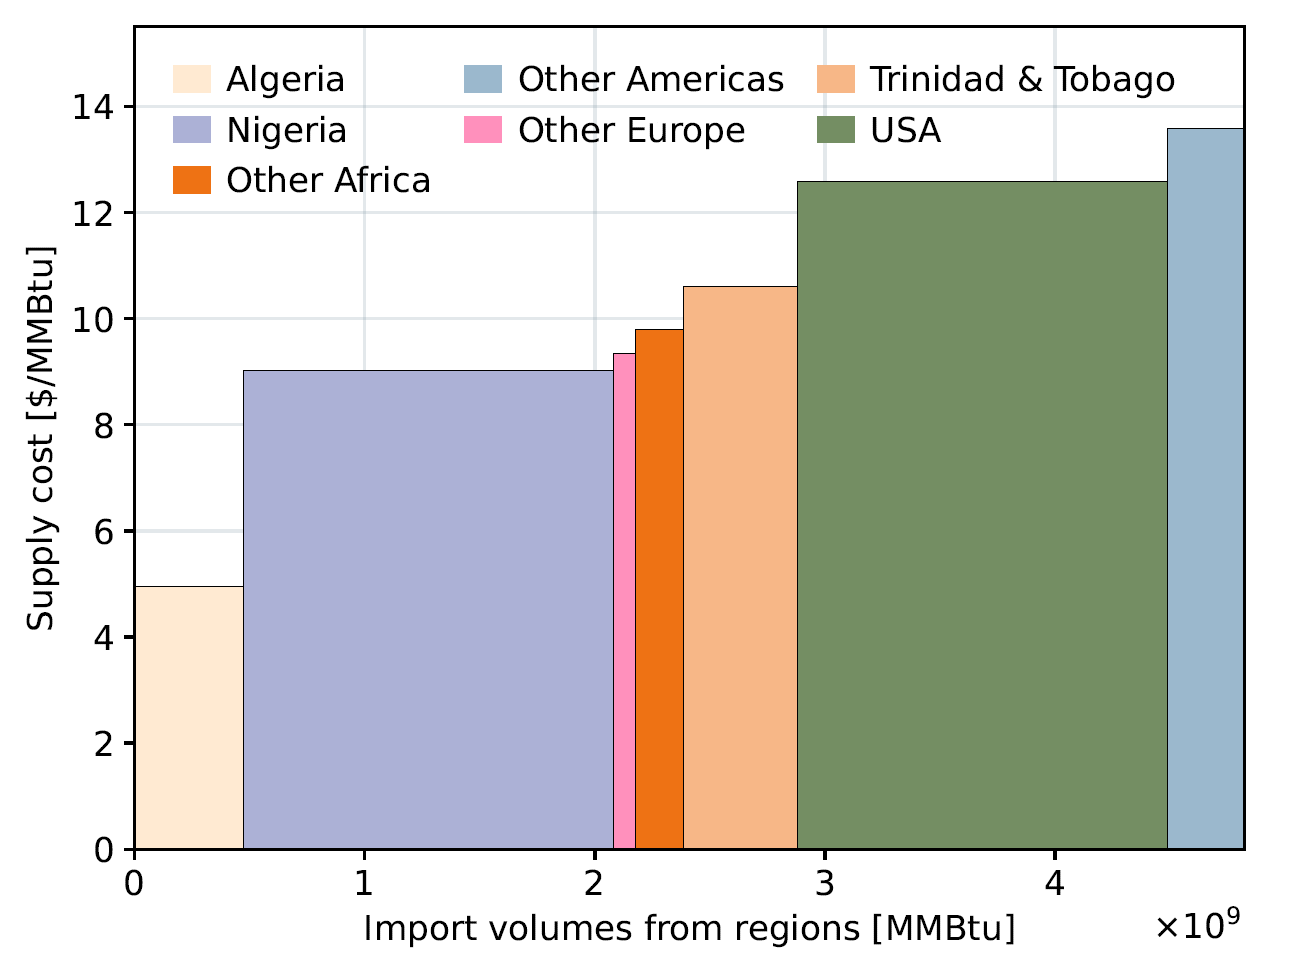 Algeria
Nigeria
Other Africa
Other Americas
Other Europe
Trinidad & Tobago
USA
Supply cost [$/MMBtu]
14
12
10
8
6
4
2
0
0 1 2 3 4
Import volumes from regions [MMBtu]
×10⁹